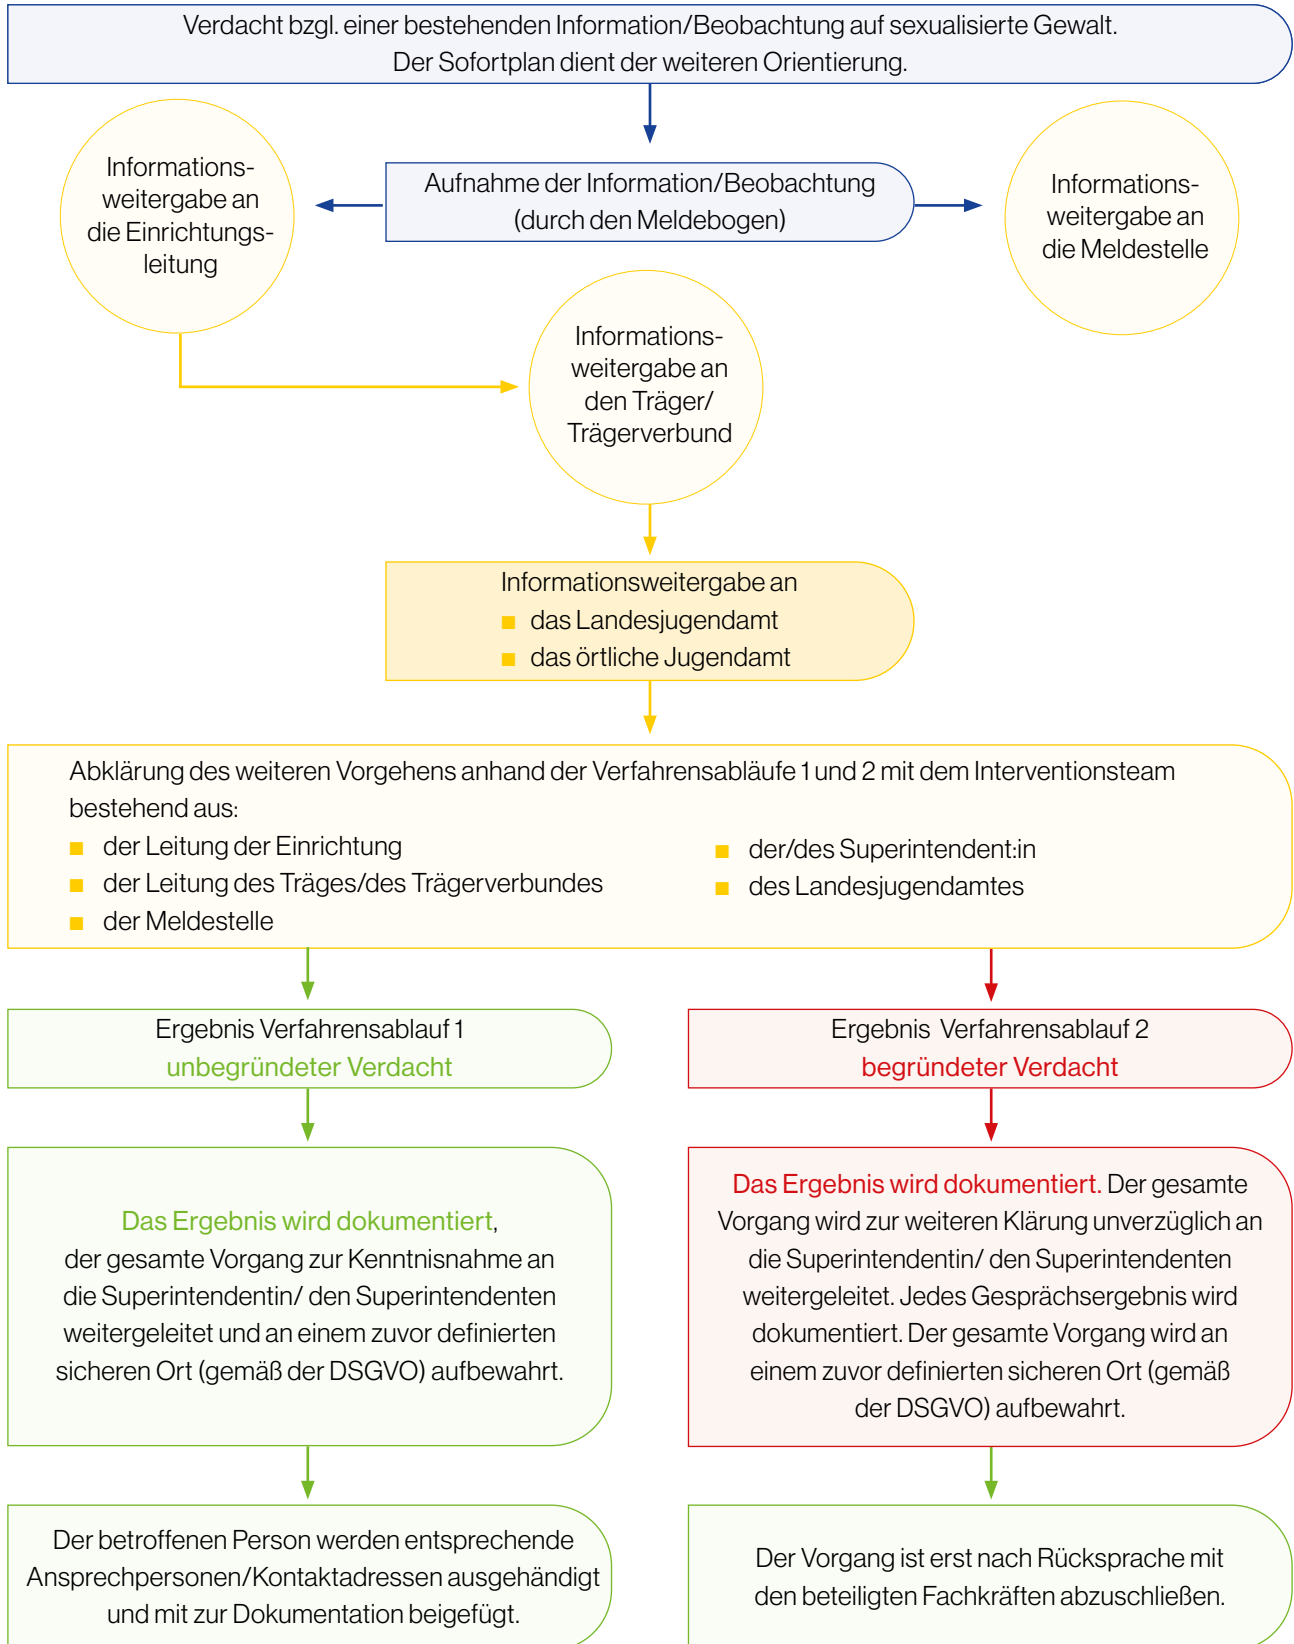 Verdacht bzgl. einer bestehenden Information/Beobachtung auf sexualisierte Gewalt.
Der Sofortplan dient der weiteren Orientierung.
Informations-
weitergabe an
die Einrichtungs-
leitung
Aufnahme der Information/Beobachtung
(durch den Meldebogen)
Informations-
weitergabe an
die Meldestelle
Informations-
weitergabe an
den Träger/
Trägerverbund
Informationsweitergabe an
■ das Landesjugendamt
■ das örtliche Jugendamt
Abklärung des weiteren Vorgehens anhand der Verfahrensabläufe 1 und 2 mit dem Interventionsteam
bestehend aus:
■ der Leitung der Einrichtung
■ der Leitung des Träges/des Trägerverbundes
■ der Meldestelle
■ der/des Superintendent:in
■ des Landesjugendamtes
Ergebnis Verfahrensablauf 1
unbegründeter Verdacht
Ergebnis Verfahrensablauf 2
begründeter Verdacht
Das Ergebnis wird dokumentiert,
der gesamte Vorgang zur Kenntnisnahme an
die Superintendentin/ den Superintendenten
weitergeleitet und an einem zuvor definierten
sicheren Ort (gemäß der DSGVO) aufbewahrt.
Das Ergebnis wird dokumentiert. Der gesamte
Vorgang wird zur weiteren Klärung unverzüglich an
die Superintendentin/ den Superintendenten
weitergeleitet. Jedes Gesprächsergebnis wird
dokumentiert. Der gesamte Vorgang wird an
einem zuvor definierten sicheren Ort (gemäß
der DSGVO) aufbewahrt.
Der betroffenen Person werden entsprechende
Ansprechpersonen/Kontaktadressen ausgehändigt
und mit zur Dokumentation beigefügt.
Der Vorgang ist erst nach Rücksprache mit
den beteiligten Fachkräften abzuschließen.